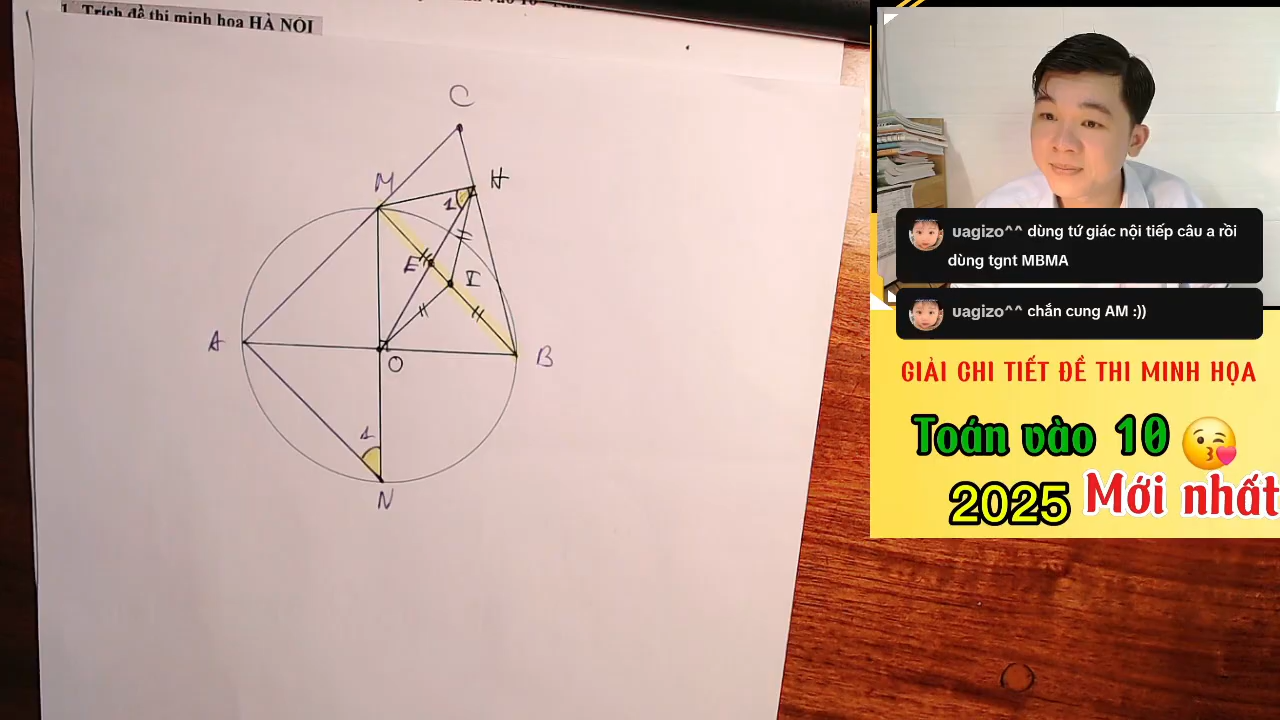 1. Trích đề thi minh họa HÀ NỘI
C
M
H
1
E
I
A
O
B
1
N
uagizo^^ dùng tứ giác nội tiếp câu a rồi
dùng tgnt MBMA
uagizo^^ chắn cung AM :))
GIẢI CHI TIẾT ĐỀ THI MINH HỌA
Toán vào 10
2025 Mới nhất